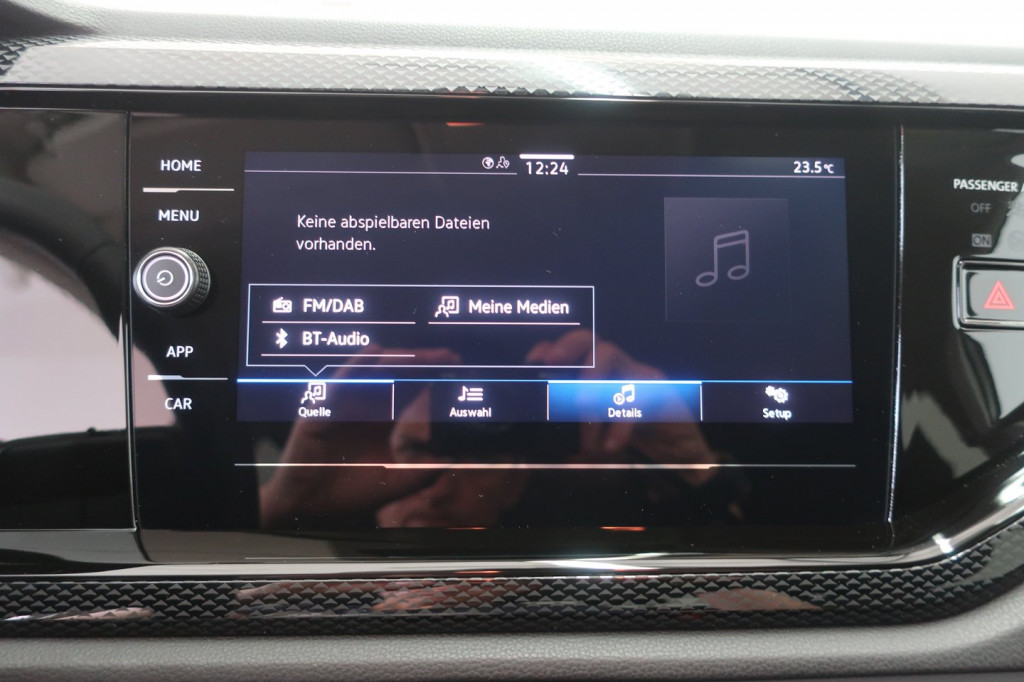 HOME
MENU
APP
CAR
12:24
23.5°C
Keine abspielbaren Dateien
vorhanden.
FM/DAB
Meine Medien
BT-Audio
Quelle
Auswahl
Details
Setup
PASSENGER
OFF
ON